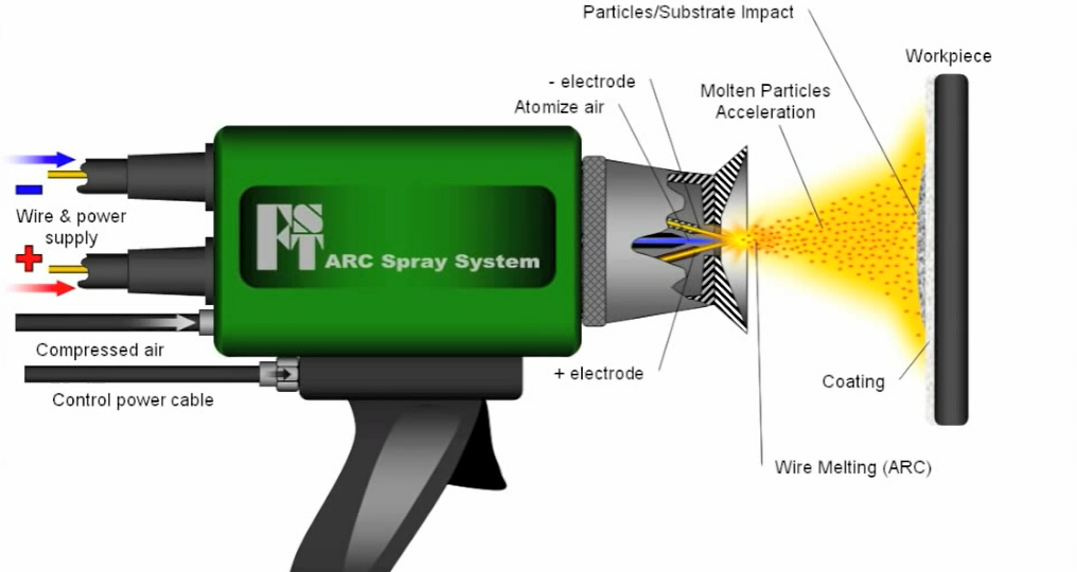 Particles/Substrate Impact
Workpiece
- electrode
Atomize air
Molten Particles
Acceleration
Wire & power
supply
FST
ARC Spray System
Compressed air
Control power cable
+ electrode
Coating
Wire Melting (ARC)